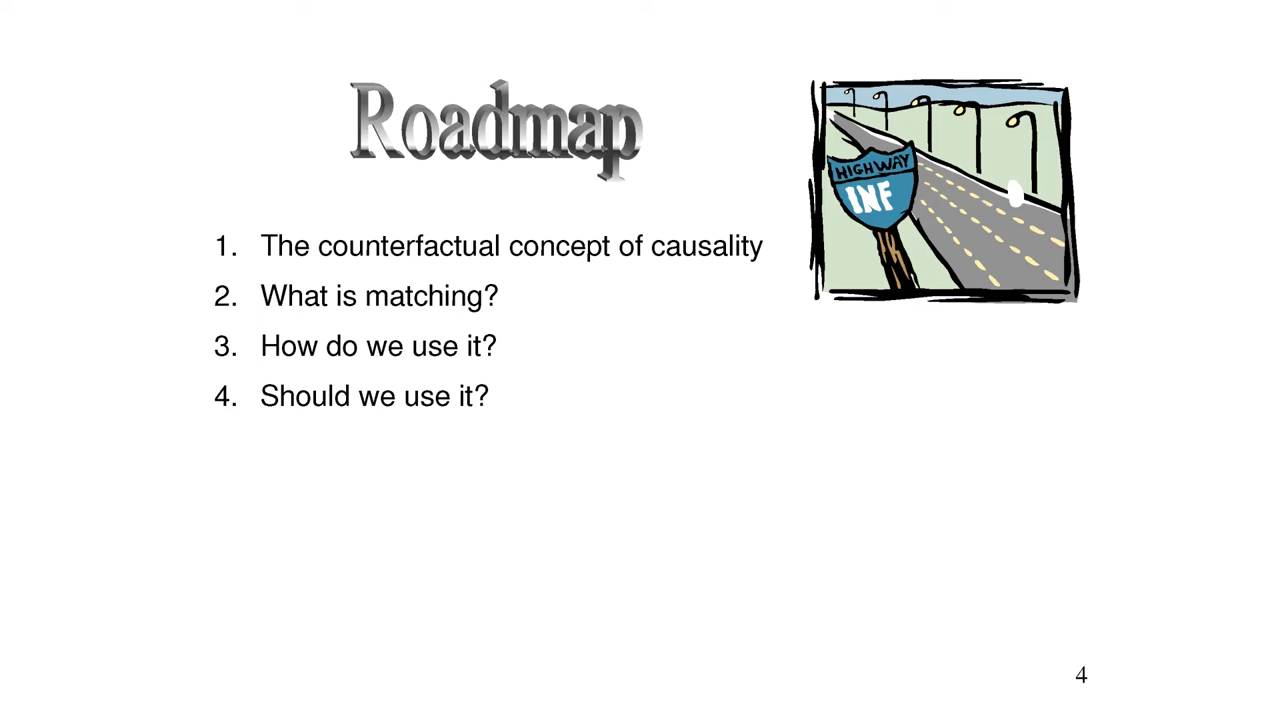 Roadmap
HIGHWAY
INF
1. The counterfactual concept of causality
2. What is matching?
3. How do we use it?
4. Should we use it?
4